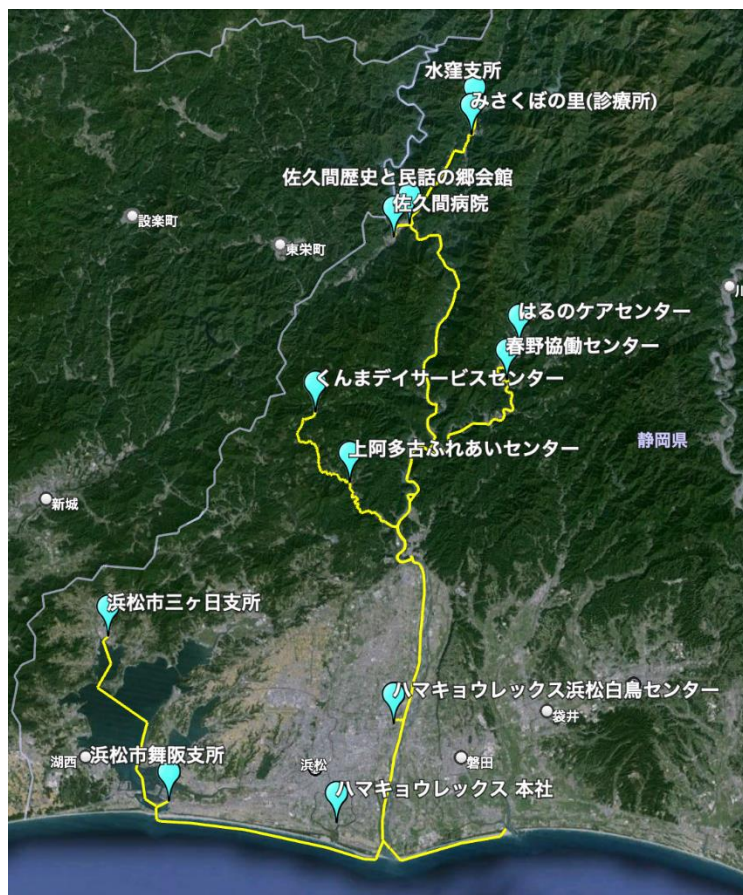 水窪支所
みさくぼの里(診療所)
佐久間歴史と民話の郷会館
佐久間病院
設楽町
東栄町
川
はるのケアセンター
春野協働センター
くんまデイサービスセンター
静岡県
上阿多古ふれあいセンター
新城
浜松市三ヶ日支所
ハマキョウレックス浜松白鳥センター
袋井
浜松市舞阪支所
湖西
浜松
磐田
ハマキョウレックス 本社